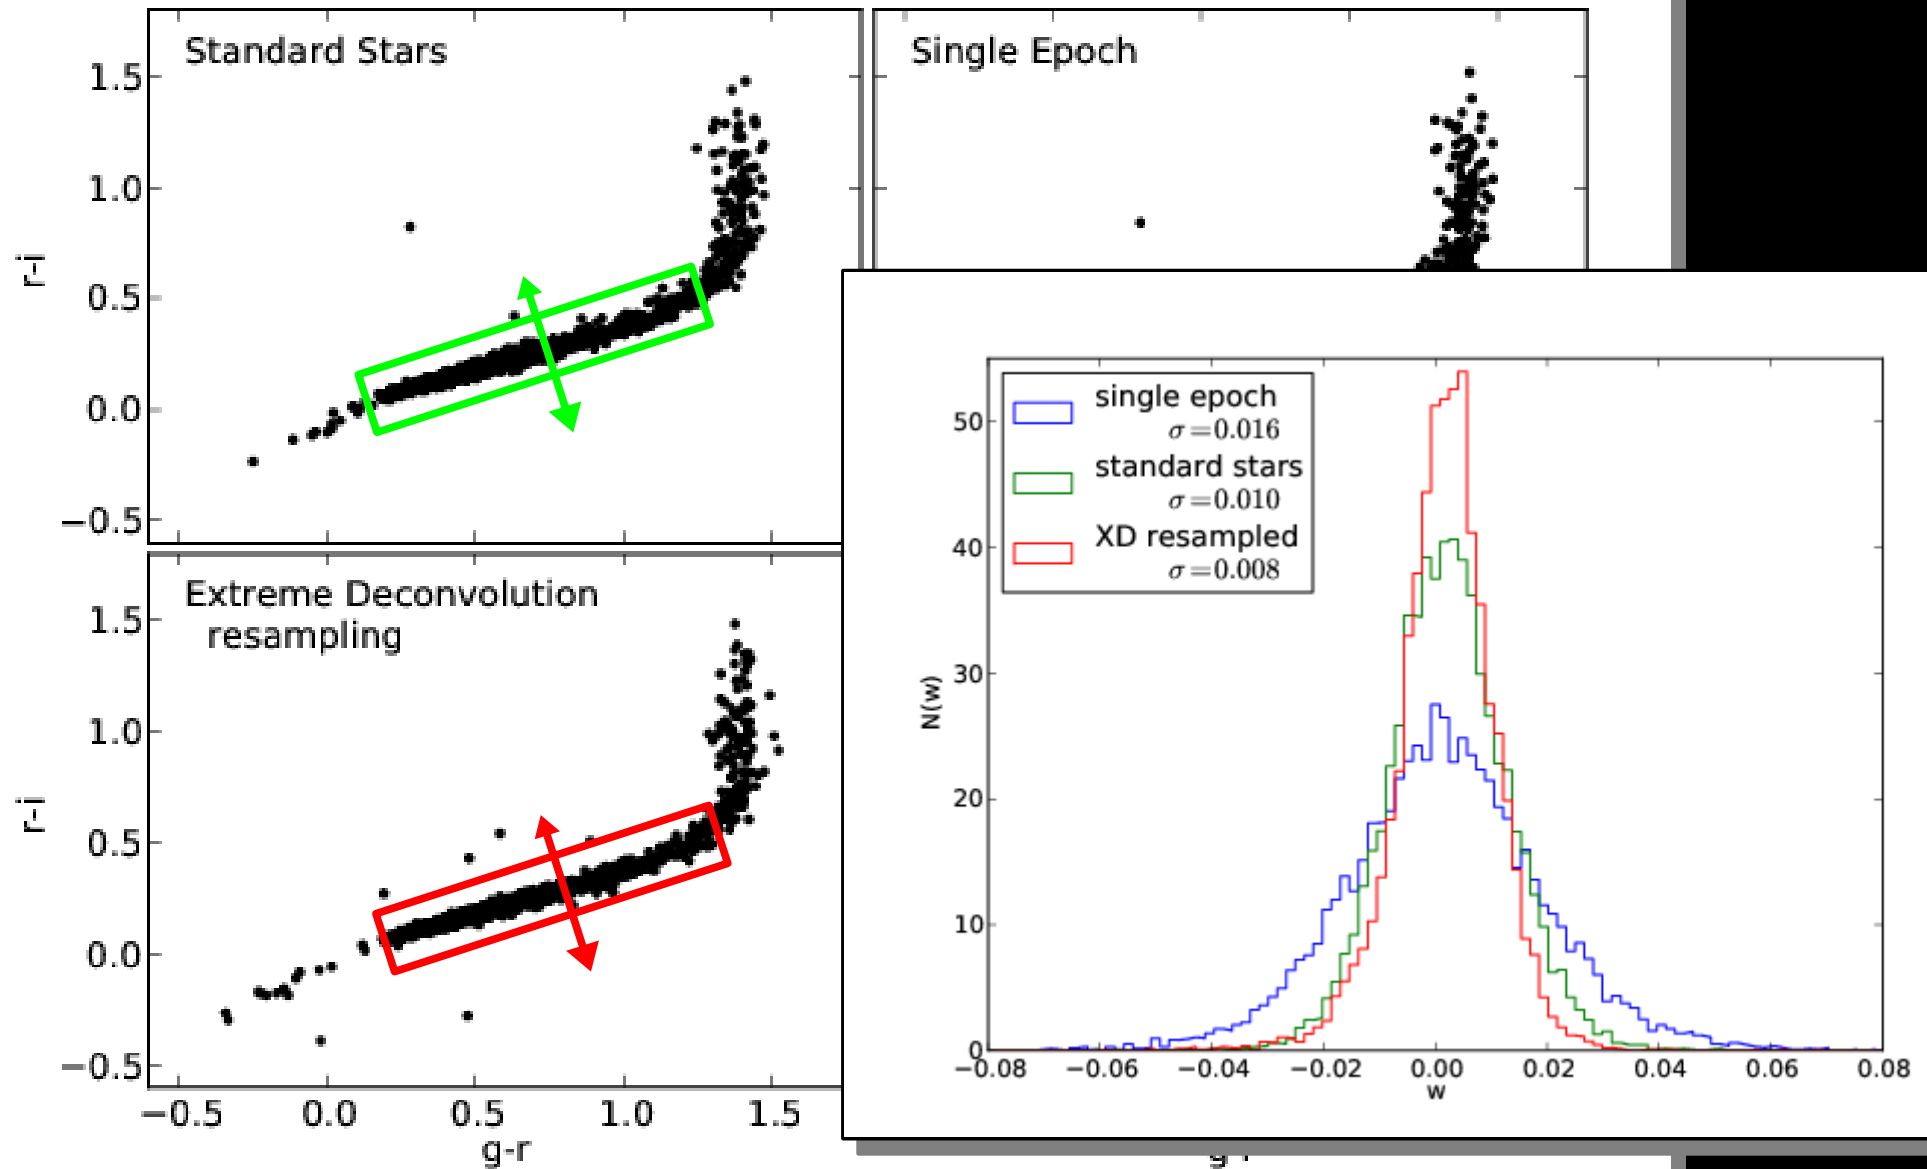 Standard Stars
1.5
1.0
0.5
0.0
−0.5
r-i
Single Epoch
Extreme Deconvolution
resampling
1.5
1.0
0.5
0.0
−0.5
r-i
−0.5
0.0
0.5
1.0
1.5
g-r
single epoch
σ=0.016
standard stars
σ=0.010
XD resampled
σ=0.008
50
40
30
20
10
0
N(w)
−0.08
−0.06
−0.04
−0.02
0.00
0.02
0.04
0.06
0.08
w